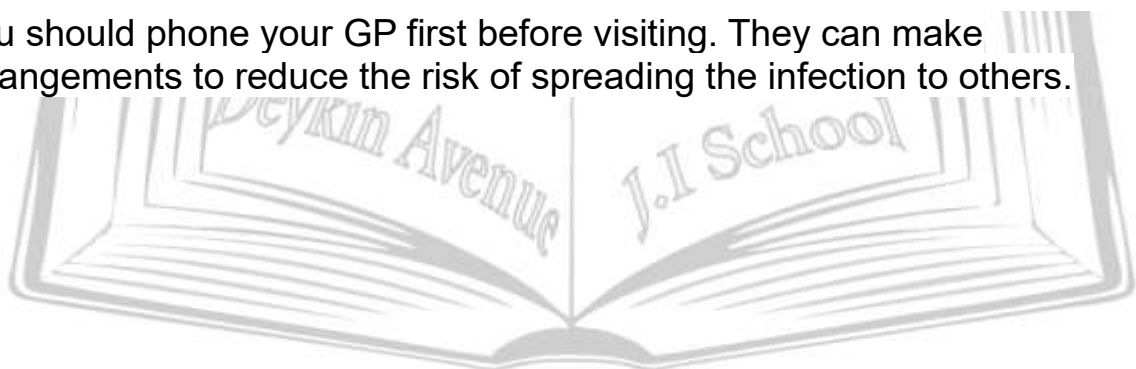 u should phone your GP first before visiting. They can make
angements to reduce the risk of spreading the infection to others.
Deykin Avenue
J.I School